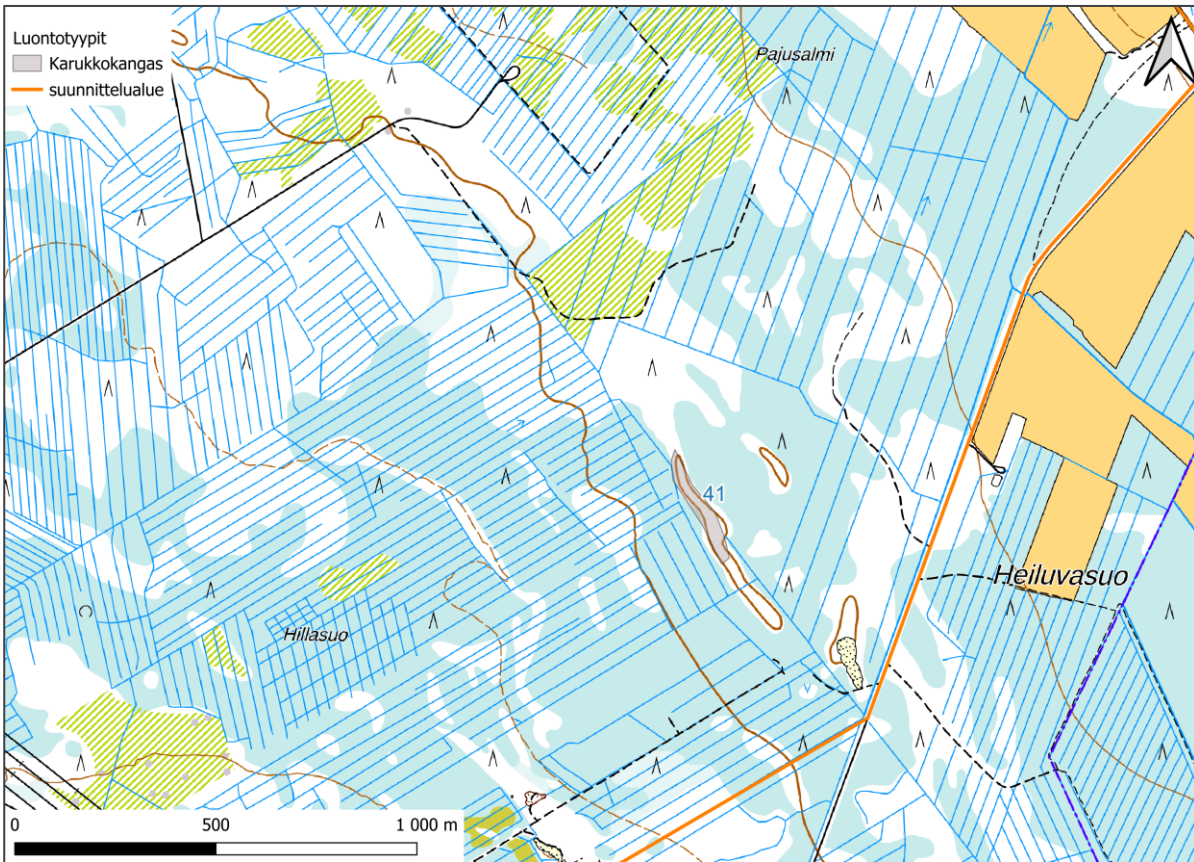 Luontotyypit
Karukkokangas
suunnittelualue
Pajusalmi
41
Heiluvasuo
Hillasuo
0 500 1 000 m